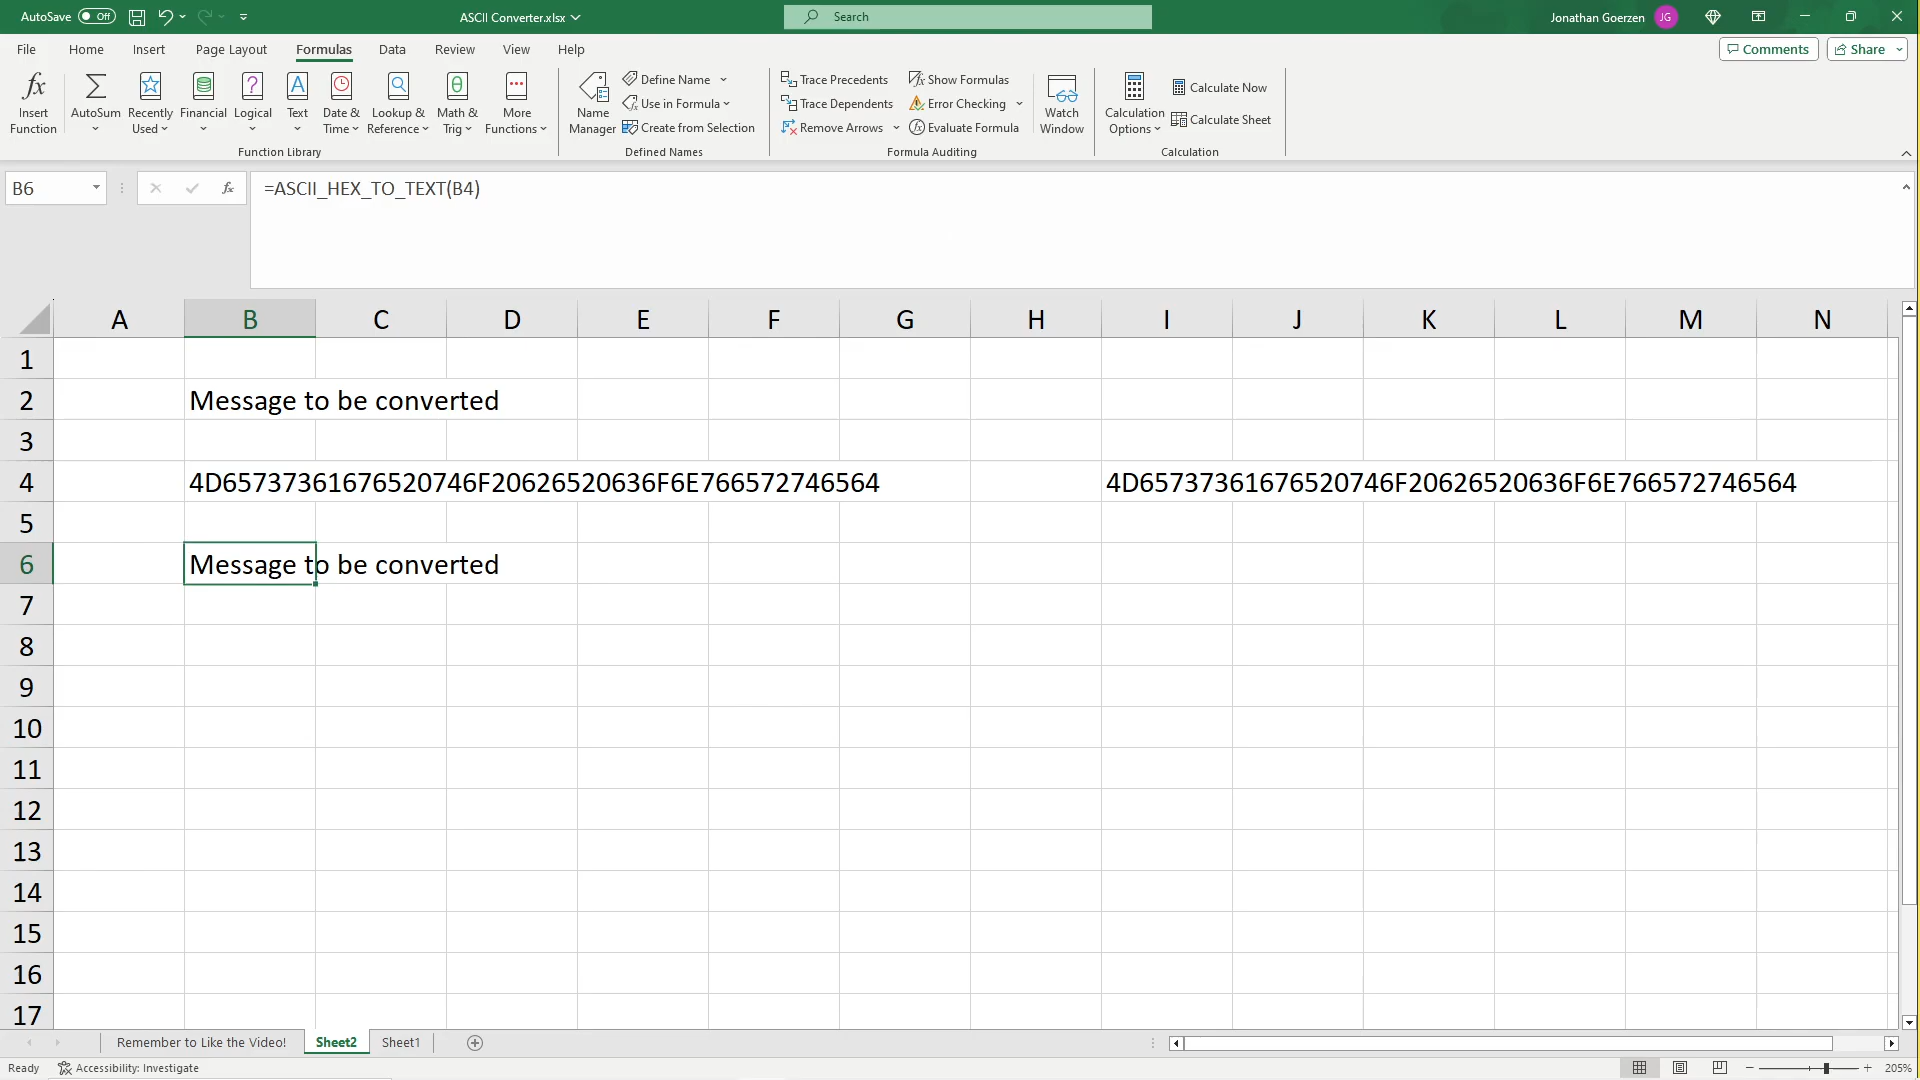 AutoSave Off ASCII Converter.xlsx Search Jonathan Goerzen JG
File Home Insert Page Layout Formulas Data Review View Help Comments Share
Insert Function
AutoSum
Recently Used
Financial
Logical
Text
Date & Time
Lookup & Reference
Math & Trig
More Functions
Function Library
Name Manager
Define Name
Use in Formula
Create from Selection
Defined Names
Trace Precedents
Trace Dependents
Remove Arrows
Show Formulas
Error Checking
Evaluate Formula
Watch Window
Formula Auditing
Calculation Options
Calculate Now
Calculate Sheet
Calculation
B6 fx =ASCII_HEX_TO_TEXT(B4)
A B C D E F G H I J K L M N
1
2 Message to be converted
3
4 4D65737361676520746F20626520636F6E766572746564 4D65737361676520746F20626520636F6E766572746564
5
6 Message to be converted
7
8
9
10
11
12
13
14
15
16
17
Remember to Like the Video! Sheet2 Sheet1
Ready Accessibility: Investigate 205%